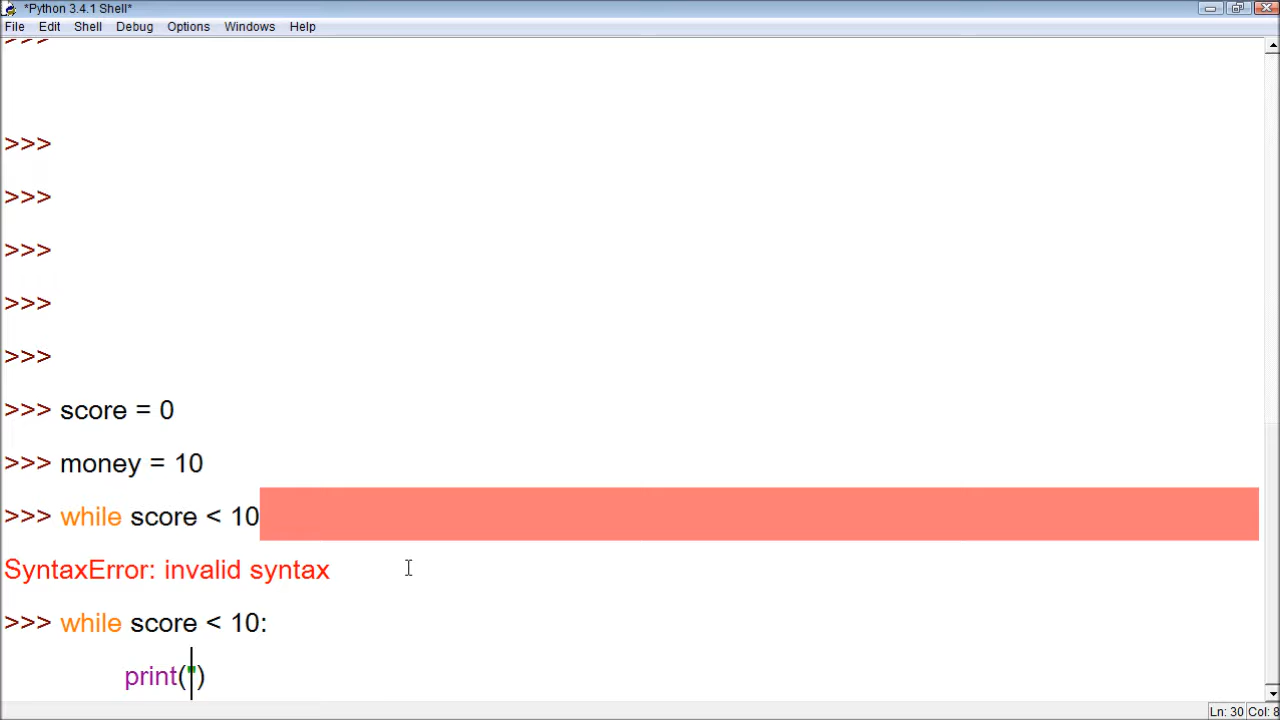 *Python 3.4.1 Shell*
File Edit Shell Debug Options Windows Help
>>>
>>>
>>>
>>>
>>>
>>>
>>> score = 0
>>> money = 10
>>> while score < 10
SyntaxError: invalid syntax
>>> while score < 10:
print(")
Ln: 30 Col: 8